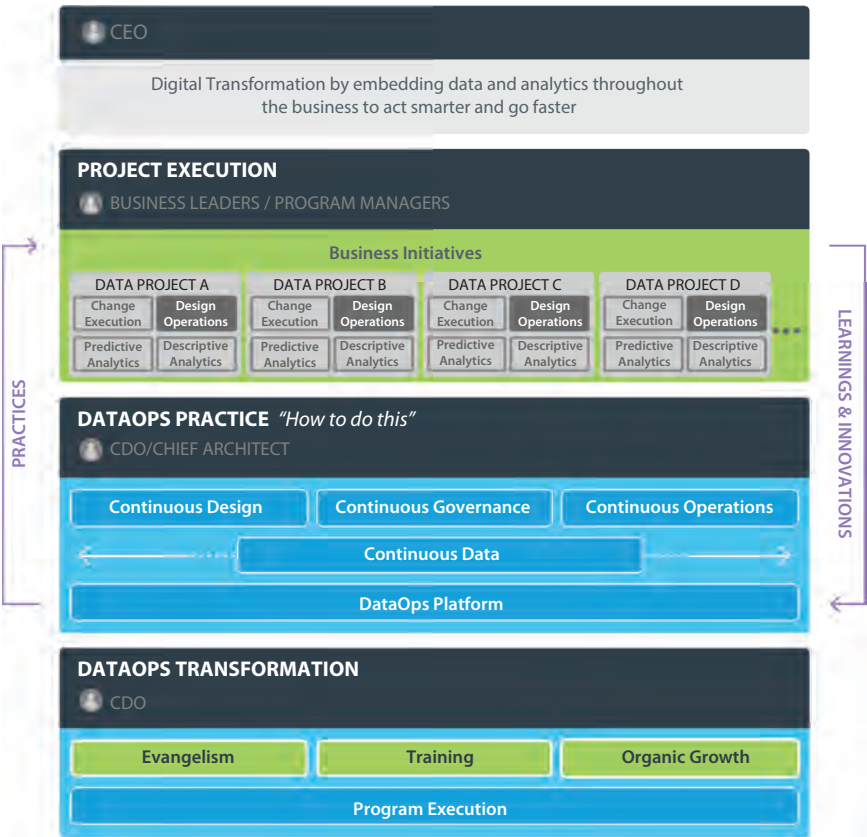 CEO
Digital Transformation by embedding data and analytics throughout
the business to act smarter and go faster
PROJECT EXECUTION
BUSINESS LEADERS / PROGRAM MANAGERS
Business Initiatives
DATA PROJECT A
Change
Execution
Design
Operations
Predictive
Analytics
Descriptive
Analytics
DATA PROJECT B
Change
Execution
Design
Operations
Predictive
Analytics
Descriptive
Analytics
DATA PROJECT C
Change
Execution
Design
Operations
Predictive
Analytics
Descriptive
Analytics
DATA PROJECT D
Change
Execution
Design
Operations
Predictive
Analytics
Descriptive
Analytics
...
PRACTICES
LEARNINGS & INNOVATIONS
DATAOPS PRACTICE "How to do this"
CDO/CHIEF ARCHITECT
Continuous Design
Continuous Governance
Continuous Operations
Continuous Data
DataOps Platform
DATAOPS TRANSFORMATION
CDO
Evangelism
Training
Organic Growth
Program Execution